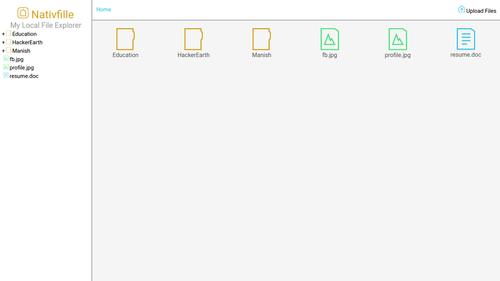 Nativfille
My Local File Explorer
+ Education
+ HackerEarth
+ Manish
fb.jpg
profile.jpg
resume.doc
Home
Upload Files
Education
HackerEarth
Manish
fb.jpg
profile.jpg
resume.doc